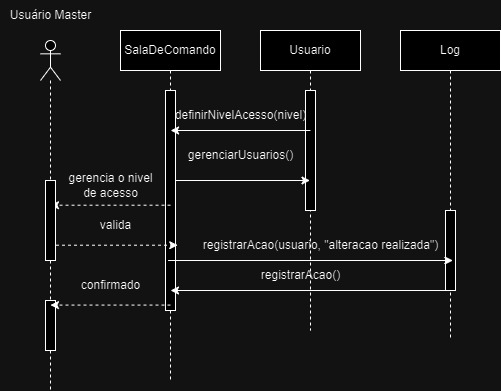 Usuário Master
SalaDeComando
Usuario
Log
definirNivelAcesso(nivel)
gerenciarUsuarios()
gerencia o nivel
de acesso
valida
registrarAcao(usuario, "alteracao realizada")
registrarAcao()
confirmado